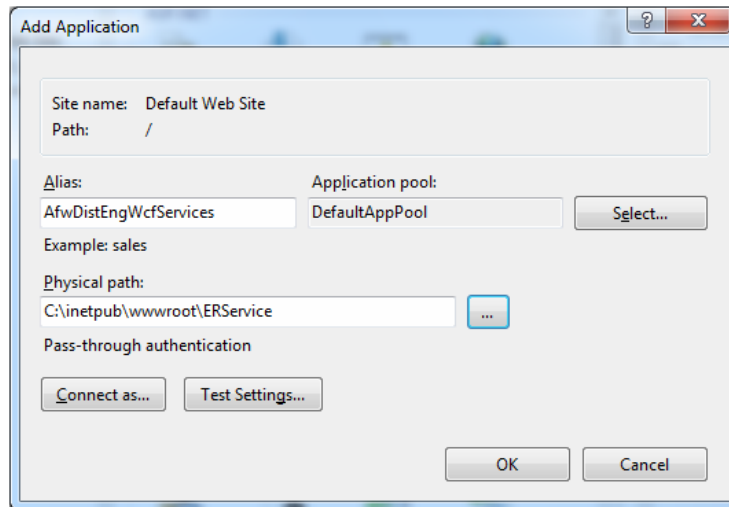 Add Application
?
Site name: Default Web Site
Path: /
Alias: Application pool:
AfwDistEngWcfServices DefaultAppPool Select...
Example: sales
Physical path:
C:\inetpub\wwwroot\ERService ...
Pass-through authentication
Connect as... Test Settings...
OK Cancel